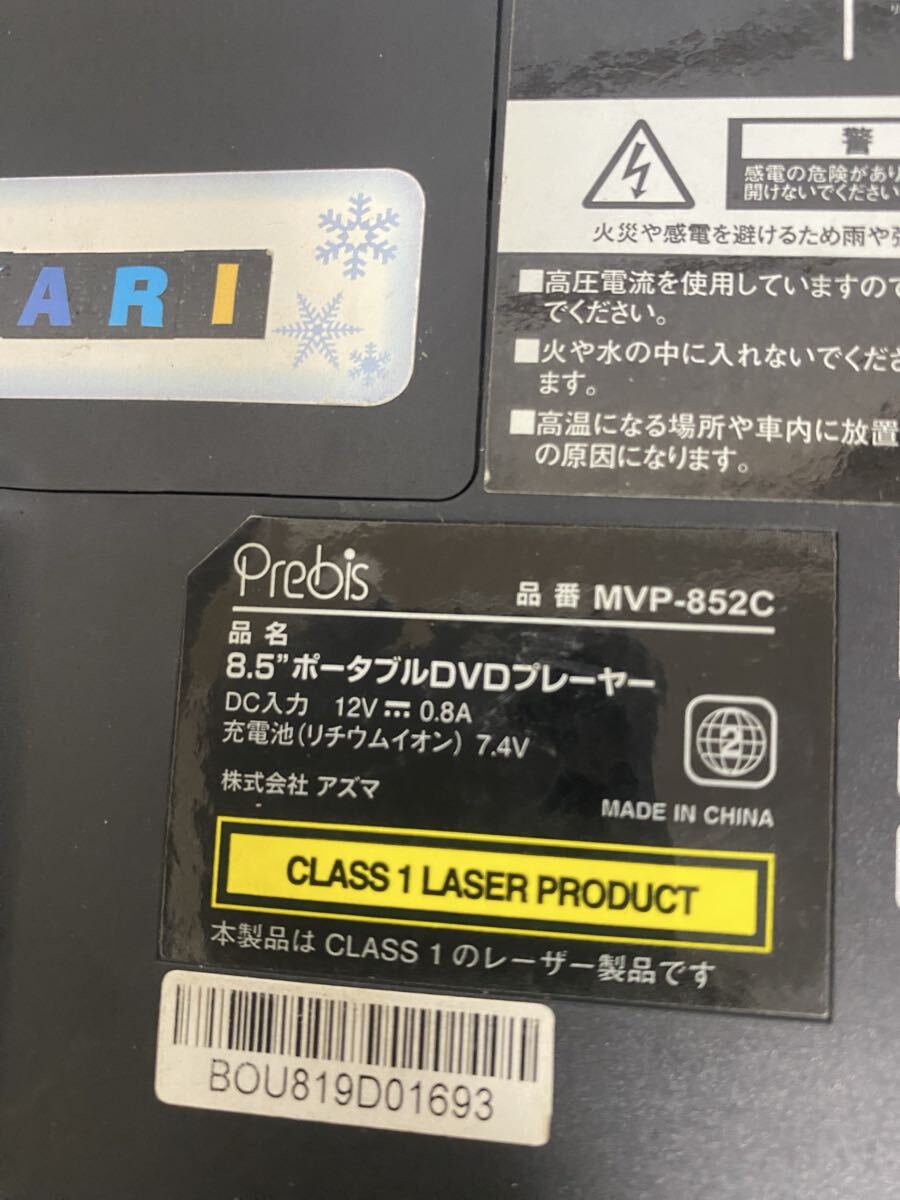 ARI
警
感電の危険があり
開けないでください
火災や感電を避けるため雨や
■高圧電流を使用していますので
でください。
■火や水の中に入れないでくださ
ます。
■高温になる場所や車内に放置
の原因になります。
Prebis
品番 MVP-852C
品名
8.5”ポータブルDVDプレーヤー
DC入力 12V⎓0.8A
充電池(リチウムイオン) 7.4V
2
株式会社 アズマ
MADE IN CHINA
CLASS 1 LASER PRODUCT
本製品は CLASS 1 のレーザー製品です
BOU819D01693